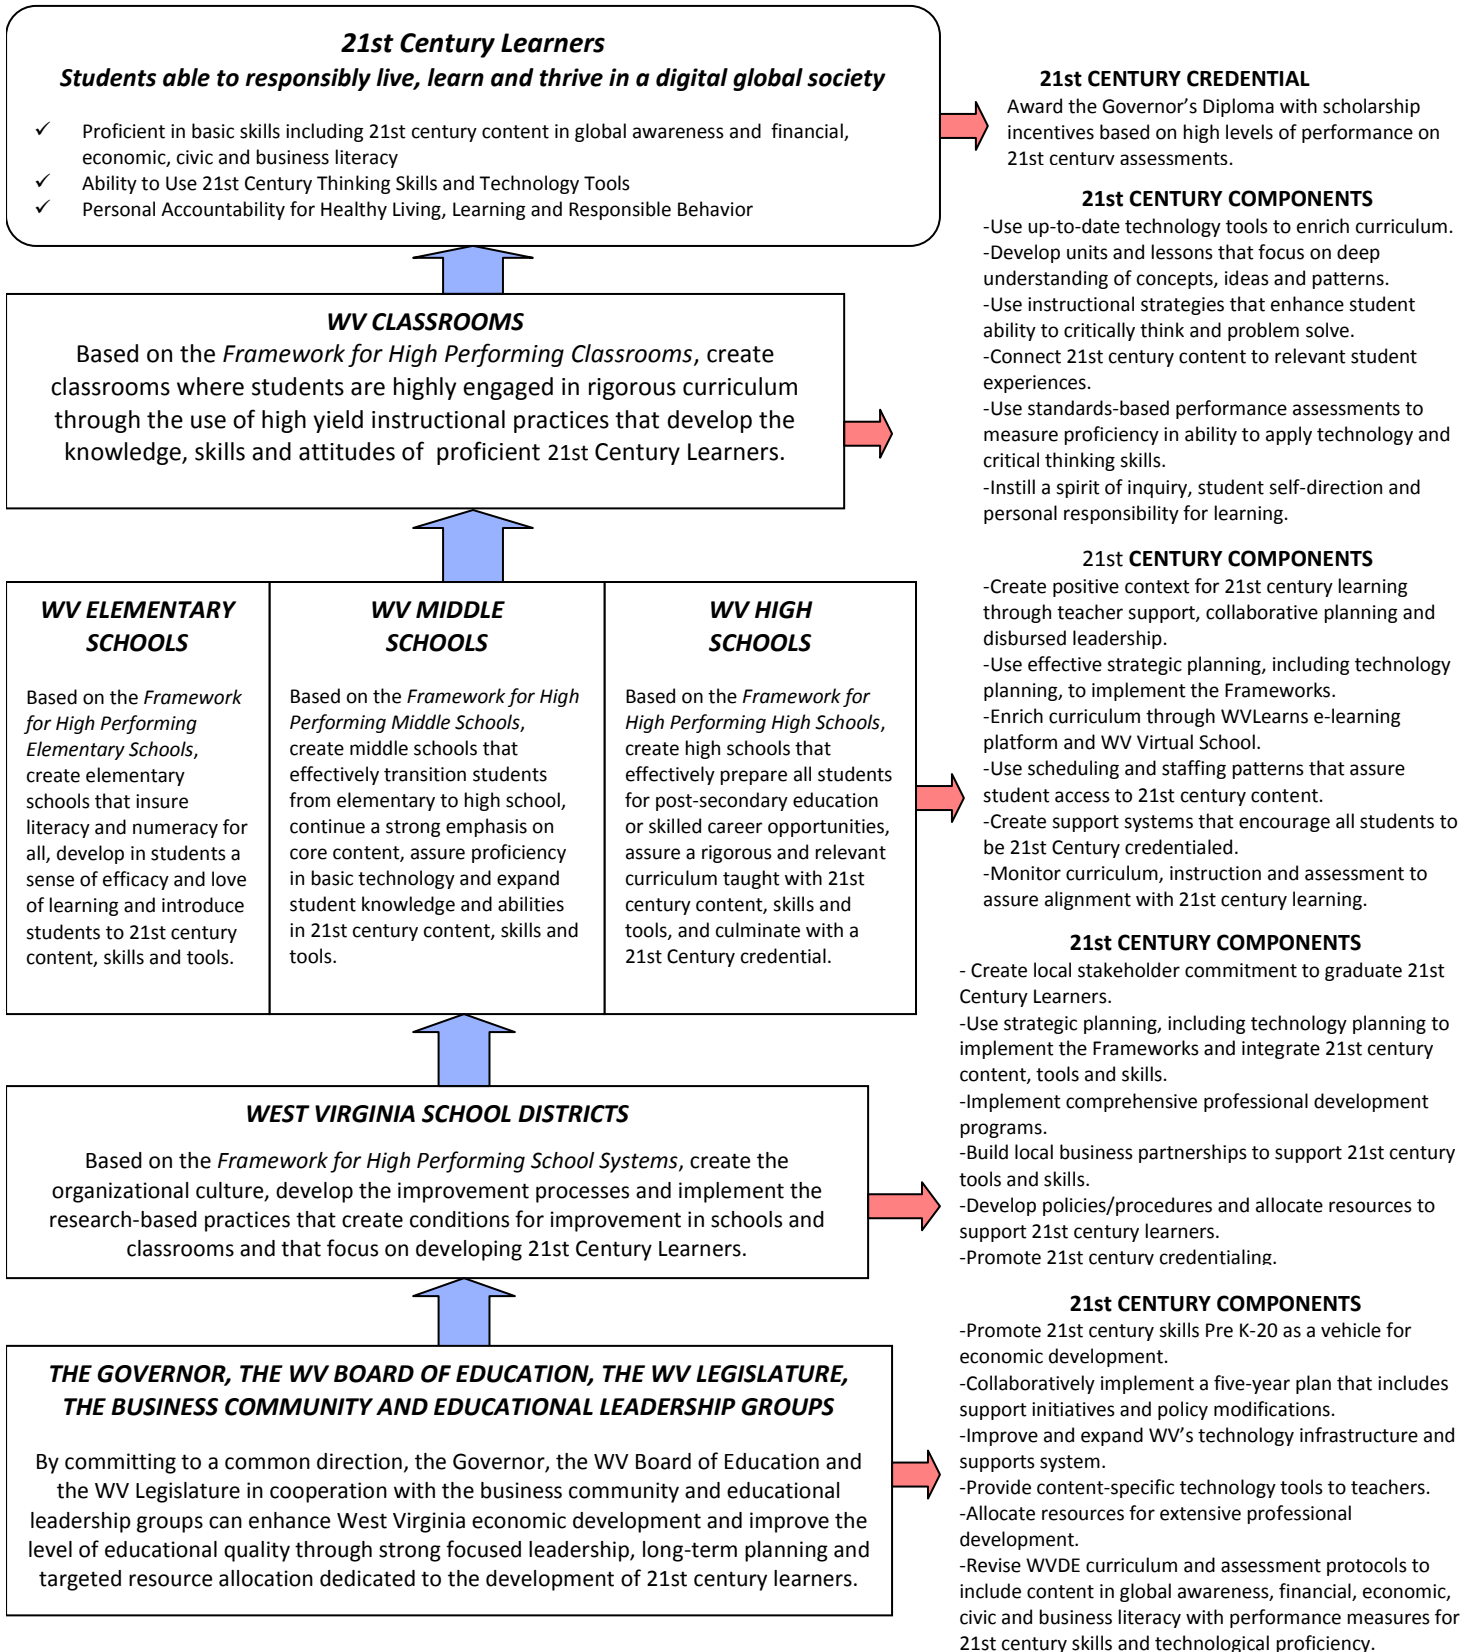 21st Century Learners
Students able to responsibly live, learn and thrive in a digital global society
✓ Proficient in basic skills including 21st century content in global awareness and financial,
economic, civic and business literacy
✓ Ability to Use 21st Century Thinking Skills and Technology Tools
✓ Personal Accountability for Healthy Living, Learning and Responsible Behavior
21st CENTURY CREDENTIAL
Award the Governor's Diploma with scholarship
incentives based on high levels of performance on
21st century assessments.
WV CLASSROOMS
Based on the Framework for High Performing Classrooms, create
classrooms where students are highly engaged in rigorous curriculum
through the use of high yield instructional practices that develop the
knowledge, skills and attitudes of proficient 21st Century Learners.
21st CENTURY COMPONENTS
-Use up-to-date technology tools to enrich curriculum.
-Develop units and lessons that focus on deep
understanding of concepts, ideas and patterns.
-Use instructional strategies that enhance student
ability to critically think and problem solve.
-Connect 21st century content to relevant student
experiences.
-Use standards-based performance assessments to
measure proficiency in ability to apply technology and
critical thinking skills.
-Instill a spirit of inquiry, student self-direction and
personal responsibility for learning.
WV ELEMENTARY
SCHOOLS
Based on the Framework
for High Performing
Elementary Schools,
create elementary
schools that insure
literacy and numeracy for
all, develop in students a
sense of efficacy and love
of learning and introduce
students to 21st century
content, skills and tools.
WV MIDDLE
SCHOOLS
Based on the Framework for High
Performing Middle Schools,
create middle schools that
effectively transition students
from elementary to high school,
continue a strong emphasis on
core content, assure proficiency
in basic technology and expand
student knowledge and abilities
in 21st century content, skills and
tools.
WV HIGH
SCHOOLS
Based on the Framework for
High Performing High Schools,
create high schools that
effectively prepare all students
for post-secondary education
or skilled career opportunities,
assure a rigorous and relevant
curriculum taught with 21st
century content, skills and
tools, and culminate with a
21st Century credential.
21st CENTURY COMPONENTS
-Create positive context for 21st century learning
through teacher support, collaborative planning and
disbursed leadership.
-Use effective strategic planning, including technology
planning, to implement the Frameworks.
-Enrich curriculum through WVLearns e-learning
platform and WV Virtual School.
-Use scheduling and staffing patterns that assure
student access to 21st century content.
-Create support systems that encourage all students to
be 21st Century credentialed.
-Monitor curriculum, instruction and assessment to
assure alignment with 21st century learning.
WEST VIRGINIA SCHOOL DISTRICTS
Based on the Framework for High Performing School Systems, create the
organizational culture, develop the improvement processes and implement the
research-based practices that create conditions for improvement in schools and
classrooms and that focus on developing 21st Century Learners.
21st CENTURY COMPONENTS
- Create local stakeholder commitment to graduate 21st
Century Learners.
-Use strategic planning, including technology planning to
implement the Frameworks and integrate 21st century
content, tools and skills.
-Implement comprehensive professional development
programs.
-Build local business partnerships to support 21st century
tools and skills.
-Develop policies/procedures and allocate resources to
support 21st century learners.
-Promote 21st century credentialing.
THE GOVERNOR, THE WV BOARD OF EDUCATION, THE WV LEGISLATURE,
THE BUSINESS COMMUNITY AND EDUCATIONAL LEADERSHIP GROUPS
By committing to a common direction, the Governor, the WV Board of Education and
the WV Legislature in cooperation with the business community and educational
leadership groups can enhance West Virginia economic development and improve the
level of educational quality through strong focused leadership, long-term planning and
targeted resource allocation dedicated to the development of 21st century learners.
21st CENTURY COMPONENTS
-Promote 21st century skills Pre K-20 as a vehicle for
economic development.
-Collaboratively implement a five-year plan that includes
support initiatives and policy modifications.
-Improve and expand WV's technology infrastructure and
supports system.
-Provide content-specific technology tools to teachers.
-Allocate resources for extensive professional
development.
-Revise WVDE curriculum and assessment protocols to
include content in global awareness, financial, economic,
civic and business literacy with performance measures for
21st century skills and technological proficiency.